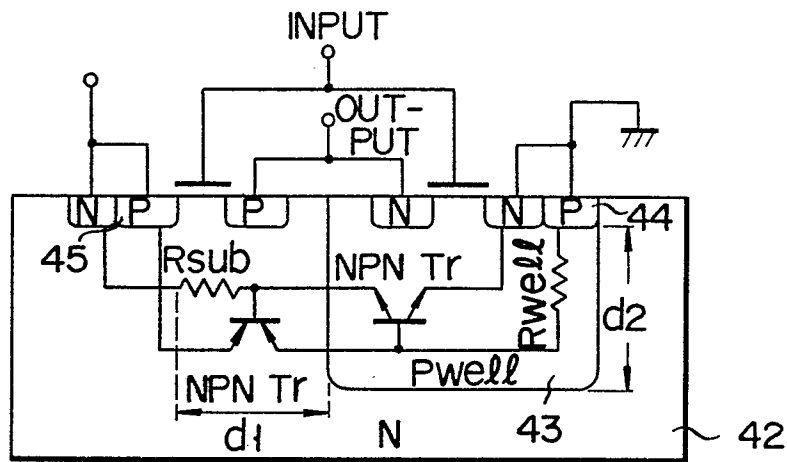 INPUT
OUT-
PUT
N
P
P
N
N
P
44
45
Rsub
NPN Tr
Rwell
d2
Pwell
NPN Tr
d1
N
43
42